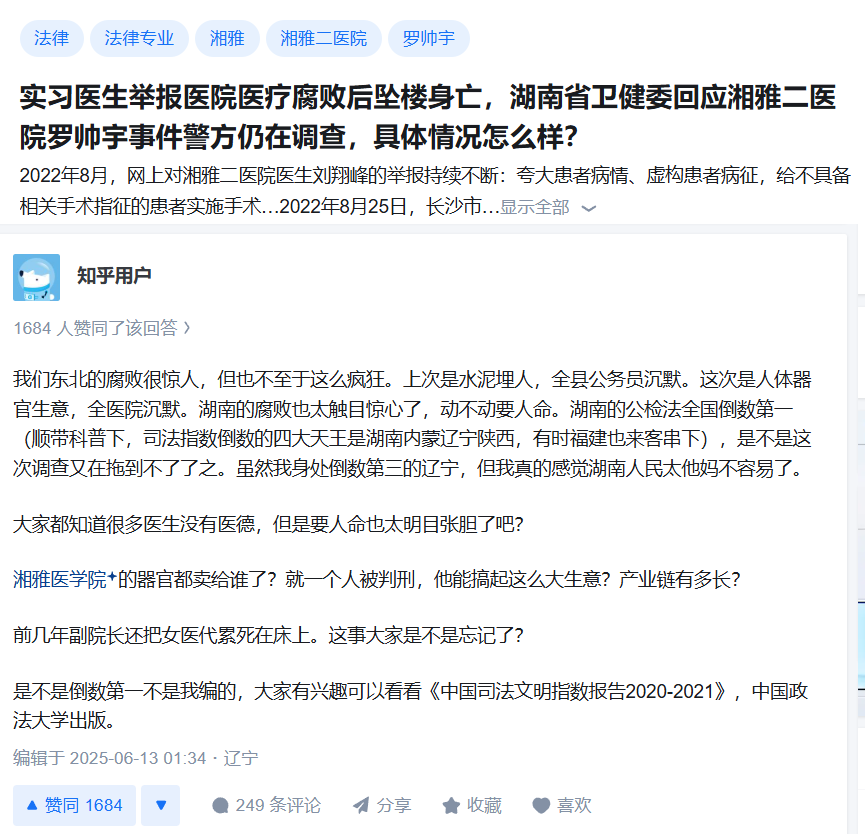 法律 法律专业 湘雅 湘雅二医院 罗帅宇
实习医生举报医院医疗腐败后坠楼身亡，湖南省卫健委回应湘雅二医
院罗帅宇事件警方仍在调查，具体情况怎么样？
2022年8月，网上对湘雅二医院医生刘翔峰的举报持续不断：夸大患者病情、虚构患者病征，给不具备
相关手术指征的患者实施手术…2022年8月25日，长沙市…显示全部
知乎用户
1684 人赞同了该回答
我们东北的腐败很惊人，但也不至于这么疯狂。上次是水泥埋人，全县公务员沉默。这次是人体器
官生意，全医院沉默。湖南的腐败也太触目惊心了，动不动要人命。湖南的公检法全国倒数第一
（顺带科普下，司法指数倒数的四大天王是湖南内蒙辽宁陕西，有时福建也来客串下），是不是这
次调查又在拖到不了了之。虽然我身处倒数第三的辽宁，但我真的感觉湖南人民太他妈不容易了。
大家都知道很多医生没有医德，但是要人命也太明目张胆了吧？
湘雅医学院的器官都卖给谁了？就一个人被判刑，他能搞起这么大生意？产业链有多长？
前几年副院长还把女医代累死在床上。这事大家是不是忘记了？
是不是倒数第一不是我编的，大家有兴趣可以看看《中国司法文明指数报告2020-2021》，中国政
法大学出版。
编辑于 2025-06-13 01:34 · 辽宁
赞同 1684 249 条评论 分享 收藏 喜欢